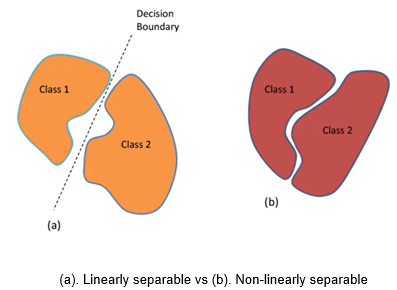 Decision
Boundary
Class 1
Class 2
(a)
Class 1
Class 2
(b)
(a). Linearly separable vs (b). Non-linearly separable